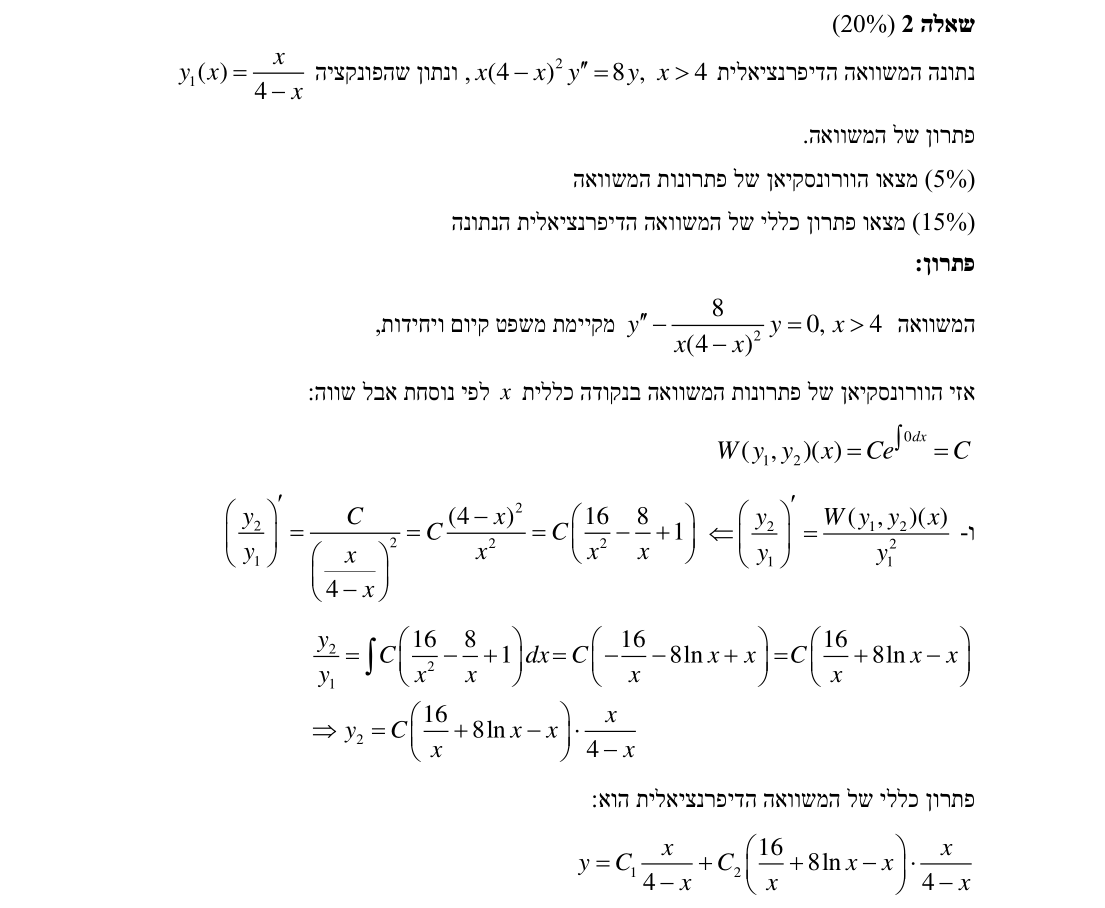 שאלה 2 (20%)
נתונה המשוואה הדיפרנציאלית x(4 − x)² y″ = 8y, x > 4 , ונתון שהפונקציה y₁(x) = x/(4 − x)
פתרון של המשוואה.
(5%) מצאו הוורונסקיאן של פתרונות המשוואה
(15%) מצאו פתרון כללי של המשוואה הדיפרנציאלית הנתונה
פתרון:
המשוואה y″ − 8/(x(4 − x)²) y = 0, x > 4 מקיימת משפט קיום ויחידות,
אזי הוורונסקיאן של פתרונות המשוואה בנקודה כללית x לפי נוסחת אבל שווה:
W(y₁, y₂)(x) = Ce^(∫0dx) = C
ו- (y₂/y₁)′ = W(y₁, y₂)(x)/y₁² ⇐ (y₂/y₁)′ = C/(x/(4 − x))² = C (4 − x)²/x² = C(16/x² − 8/x + 1)
y₂/y₁ = ∫C(16/x² − 8/x + 1)dx = C(−16/x − 8ln x + x) = C(16/x + 8ln x − x)
⇒ y₂ = C(16/x + 8ln x − x) · x/(4 − x)
פתרון כללי של המשוואה הדיפרנציאלית הוא:
y = C₁ x/(4 − x) + C₂(16/x + 8ln x − x) · x/(4 − x)